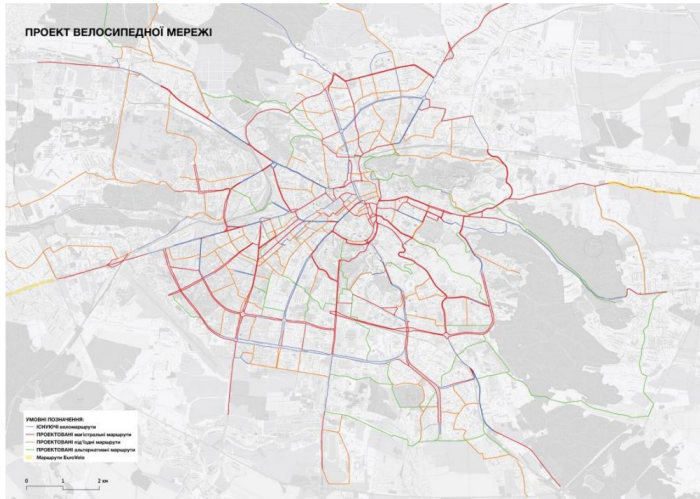 ПРОЕКТ ВЕЛОСИПЕДНОЇ МЕРЕЖІ
УМОВНІ ПОЗНАЧЕННЯ:
ІСНУЮЧІ веломаршрути
ПРОЕКТОВАНІ магістральні маршрути
ПРОЕКТОВАНІ під'їдні маршрути
ПРОЕКТОВАНІ альтернативні маршрути
Маршрути EuroVelo
0 1 2 км